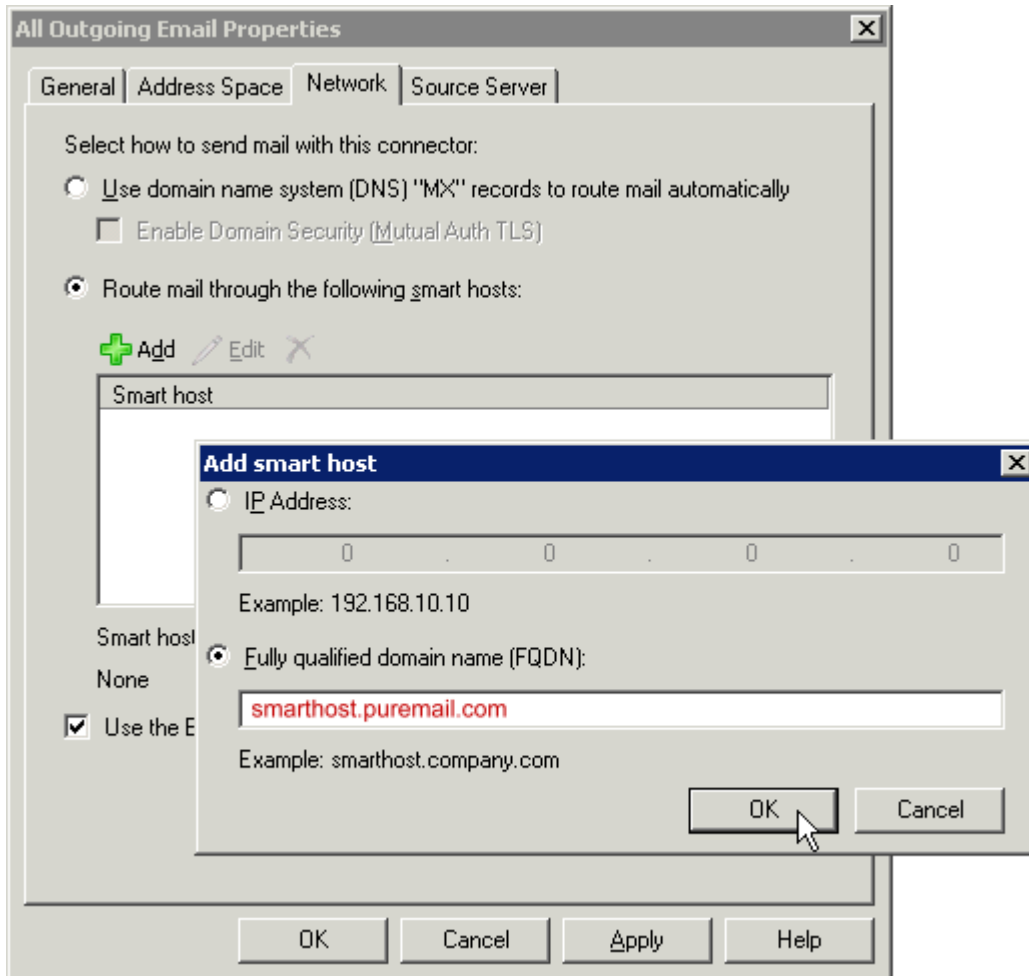 All Outgoing Email Properties
General Address Space Network Source Server
Select how to send mail with this connector:
Use domain name system (DNS) "MX" records to route mail automatically
Enable Domain Security (Mutual Auth TLS)
Route mail through the following smart hosts:
Add Edit
Smart host
Add smart host
IP Address:
0 . 0 . 0 . 0
Example: 192.168.10.10
Smart host
None
Use the E
Fully qualified domain name (FQDN):
smarthost.puremail.com
Example: smarthost.company.com
OK Cancel
OK Cancel Apply Help